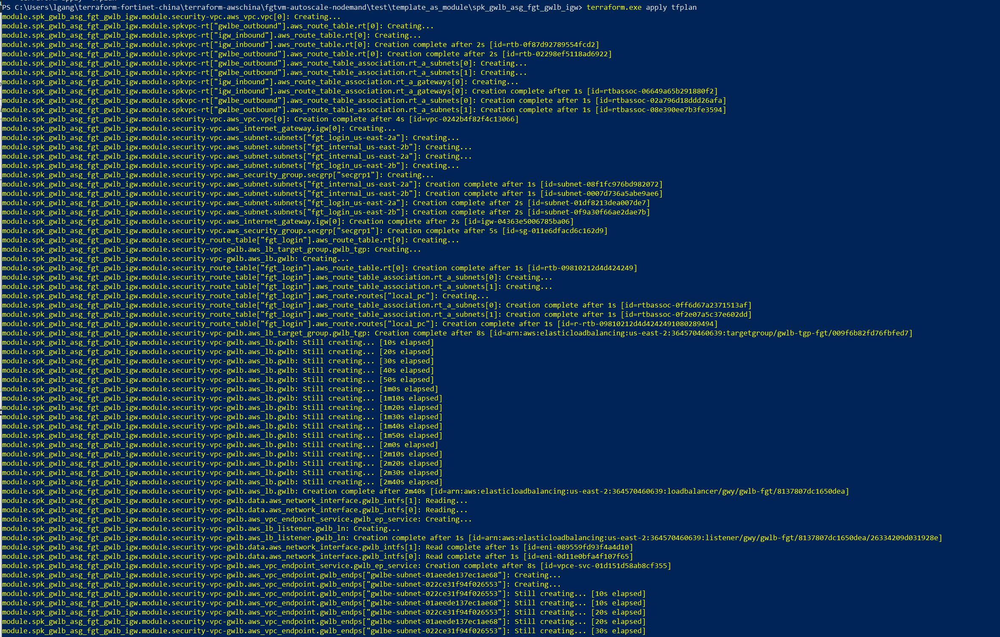 PS C:\Users\lgang\terraform-fortinet-china\terraform-awschina\fgtvm-autoscale-nodemand\test\template_as_module\spk_gwlb_asg_fgt_gwlb_igw> terraform.exe apply tfplan
module.spk_gwlb_asg_fgt_gwlb_igw.module.security-vpc.aws_vpc.vpc[0]: Creating...
module.spk_gwlb_asg_fgt_gwlb_igw.module.spkvpc-rt["gwlbe_outbound"].aws_route_table.rt[0]: Creating...
module.spk_gwlb_asg_fgt_gwlb_igw.module.spkvpc-rt["igw_inbound"].aws_route_table.rt[0]: Creating...
module.spk_gwlb_asg_fgt_gwlb_igw.module.spkvpc-rt["igw_inbound"].aws_route_table.rt[0]: Creation complete after 2s [id=rtb-0f87d92789554fcd2]
module.spk_gwlb_asg_fgt_gwlb_igw.module.spkvpc-rt["gwlbe_outbound"].aws_route_table.rt[0]: Creation complete after 2s [id=rtb-02298ef5118ad6922]
module.spk_gwlb_asg_fgt_gwlb_igw.module.spkvpc-rt["gwlbe_outbound"].aws_route_table_association.rt_a_subnets[0]: Creating...
module.spk_gwlb_asg_fgt_gwlb_igw.module.spkvpc-rt["gwlbe_outbound"].aws_route_table_association.rt_a_subnets[1]: Creating...
module.spk_gwlb_asg_fgt_gwlb_igw.module.spkvpc-rt["igw_inbound"].aws_route_table_association.rt_a_gateways[0]: Creating...
module.spk_gwlb_asg_fgt_gwlb_igw.module.spkvpc-rt["igw_inbound"].aws_route_table_association.rt_a_gateways[0]: Creation complete after 1s [id=rtbassoc-06649a65b291880f2]
module.spk_gwlb_asg_fgt_gwlb_igw.module.spkvpc-rt["gwlbe_outbound"].aws_route_table_association.rt_a_subnets[0]: Creation complete after 1s [id=rtbassoc-02a796d18ddd26afa]
module.spk_gwlb_asg_fgt_gwlb_igw.module.spkvpc-rt["gwlbe_outbound"].aws_route_table_association.rt_a_subnets[1]: Creation complete after 1s [id=rtbassoc-08e390ee7b3fe3594]
module.spk_gwlb_asg_fgt_gwlb_igw.module.security-vpc.aws_vpc.vpc[0]: Creation complete after 4s [id=vpc-0242b4f82f4c13066]
module.spk_gwlb_asg_fgt_gwlb_igw.module.security-vpc.aws_internet_gateway.igw[0]: Creating...
module.spk_gwlb_asg_fgt_gwlb_igw.module.security-vpc.aws_subnet.subnets["fgt_login_us-east-2a"]: Creating...
module.spk_gwlb_asg_fgt_gwlb_igw.module.security-vpc.aws_subnet.subnets["fgt_internal_us-east-2b"]: Creating...
module.spk_gwlb_asg_fgt_gwlb_igw.module.security-vpc.aws_subnet.subnets["fgt_internal_us-east-2a"]: Creating...
module.spk_gwlb_asg_fgt_gwlb_igw.module.security-vpc.aws_subnet.subnets["fgt_login_us-east-2b"]: Creating...
module.spk_gwlb_asg_fgt_gwlb_igw.module.security-vpc.aws_security_group.secgrp["secgrp1"]: Creating...
module.spk_gwlb_asg_fgt_gwlb_igw.module.security-vpc.aws_subnet.subnets["fgt_internal_us-east-2a"]: Creation complete after 1s [id=subnet-08f1fc976bd982072]
module.spk_gwlb_asg_fgt_gwlb_igw.module.security-vpc.aws_subnet.subnets["fgt_internal_us-east-2b"]: Creation complete after 1s [id=subnet-0007d736a5abe9ae6]
module.spk_gwlb_asg_fgt_gwlb_igw.module.security-vpc.aws_subnet.subnets["fgt_login_us-east-2a"]: Creation complete after 2s [id=subnet-01df8213dea007de7]
module.spk_gwlb_asg_fgt_gwlb_igw.module.security-vpc.aws_subnet.subnets["fgt_login_us-east-2b"]: Creation complete after 2s [id=subnet-0f9a30f66ae2dae7b]
module.spk_gwlb_asg_fgt_gwlb_igw.module.security-vpc.aws_internet_gateway.igw[0]: Creation complete after 2s [id=igw-04363e5006785ba06]
module.spk_gwlb_asg_fgt_gwlb_igw.module.security-vpc.aws_security_group.secgrp["secgrp1"]: Creation complete after 5s [id=sg-011e6dfacd6c162d9]
module.spk_gwlb_asg_fgt_gwlb_igw.module.security_route_table["fgt_login"].aws_route_table.rt[0]: Creating...
module.spk_gwlb_asg_fgt_gwlb_igw.module.security-vpc-gwlb.aws_lb_target_group.gwlb_tgp: Creating...
module.spk_gwlb_asg_fgt_gwlb_igw.module.security-vpc-gwlb.aws_lb.gwlb: Creating...
module.spk_gwlb_asg_fgt_gwlb_igw.module.security_route_table["fgt_login"].aws_route_table.rt[0]: Creation complete after 1s [id=rtb-09810212d4d424249]
module.spk_gwlb_asg_fgt_gwlb_igw.module.security_route_table["fgt_login"].aws_route_table_association.rt_a_subnets[0]: Creating...
module.spk_gwlb_asg_fgt_gwlb_igw.module.security_route_table["fgt_login"].aws_route_table_association.rt_a_subnets[1]: Creating...
module.spk_gwlb_asg_fgt_gwlb_igw.module.security_route_table["fgt_login"].aws_route.routes["local_pc"]: Creating...
module.spk_gwlb_asg_fgt_gwlb_igw.module.security_route_table["fgt_login"].aws_route_table_association.rt_a_subnets[0]: Creation complete after 1s [id=rtbassoc-0ff6d67a2371513af]
module.spk_gwlb_asg_fgt_gwlb_igw.module.security_route_table["fgt_login"].aws_route_table_association.rt_a_subnets[1]: Creation complete after 1s [id=rtbassoc-0f2e07a5c37e602dd]
module.spk_gwlb_asg_fgt_gwlb_igw.module.security_route_table["fgt_login"].aws_route.routes["local_pc"]: Creation complete after 1s [id=r-rtb-09810212d4d4242491080289494]
module.spk_gwlb_asg_fgt_gwlb_igw.module.security-vpc-gwlb.aws_lb_target_group.gwlb_tgp: Creation complete after 8s [id=arn:aws:elasticloadbalancing:us-east-2:364570460639:targetgroup/gwlb-tgp-fgt/009f6b82fd76fbfed7]
module.spk_gwlb_asg_fgt_gwlb_igw.module.security-vpc-gwlb.aws_lb.gwlb: Still creating... [10s elapsed]
module.spk_gwlb_asg_fgt_gwlb_igw.module.security-vpc-gwlb.aws_lb.gwlb: Still creating... [20s elapsed]
module.spk_gwlb_asg_fgt_gwlb_igw.module.security-vpc-gwlb.aws_lb.gwlb: Still creating... [30s elapsed]
module.spk_gwlb_asg_fgt_gwlb_igw.module.security-vpc-gwlb.aws_lb.gwlb: Still creating... [40s elapsed]
module.spk_gwlb_asg_fgt_gwlb_igw.module.security-vpc-gwlb.aws_lb.gwlb: Still creating... [50s elapsed]
module.spk_gwlb_asg_fgt_gwlb_igw.module.security-vpc-gwlb.aws_lb.gwlb: Still creating... [1m0s elapsed]
module.spk_gwlb_asg_fgt_gwlb_igw.module.security-vpc-gwlb.aws_lb.gwlb: Still creating... [1m10s elapsed]
module.spk_gwlb_asg_fgt_gwlb_igw.module.security-vpc-gwlb.aws_lb.gwlb: Still creating... [1m20s elapsed]
module.spk_gwlb_asg_fgt_gwlb_igw.module.security-vpc-gwlb.aws_lb.gwlb: Still creating... [1m30s elapsed]
module.spk_gwlb_asg_fgt_gwlb_igw.module.security-vpc-gwlb.aws_lb.gwlb: Still creating... [1m40s elapsed]
module.spk_gwlb_asg_fgt_gwlb_igw.module.security-vpc-gwlb.aws_lb.gwlb: Still creating... [1m50s elapsed]
module.spk_gwlb_asg_fgt_gwlb_igw.module.security-vpc-gwlb.aws_lb.gwlb: Still creating... [2m0s elapsed]
module.spk_gwlb_asg_fgt_gwlb_igw.module.security-vpc-gwlb.aws_lb.gwlb: Still creating... [2m10s elapsed]
module.spk_gwlb_asg_fgt_gwlb_igw.module.security-vpc-gwlb.aws_lb.gwlb: Still creating... [2m20s elapsed]
module.spk_gwlb_asg_fgt_gwlb_igw.module.security-vpc-gwlb.aws_lb.gwlb: Still creating... [2m30s elapsed]
module.spk_gwlb_asg_fgt_gwlb_igw.module.security-vpc-gwlb.aws_lb.gwlb: Still creating... [2m40s elapsed]
module.spk_gwlb_asg_fgt_gwlb_igw.module.security-vpc-gwlb.aws_lb.gwlb: Creation complete after 2m40s [id=arn:aws:elasticloadbalancing:us-east-2:364570460639:loadbalancer/gwy/gwlb-fgt/8137807dc1650dea]
module.spk_gwlb_asg_fgt_gwlb_igw.module.security-vpc-gwlb.data.aws_network_interface.gwlb_intfs[1]: Reading...
module.spk_gwlb_asg_fgt_gwlb_igw.module.security-vpc-gwlb.data.aws_network_interface.gwlb_intfs[0]: Reading...
module.spk_gwlb_asg_fgt_gwlb_igw.module.security-vpc-gwlb.aws_vpc_endpoint_service.gwlb_ep_service: Creating...
module.spk_gwlb_asg_fgt_gwlb_igw.module.security-vpc-gwlb.aws_lb_listener.gwlb_ln: Creating...
module.spk_gwlb_asg_fgt_gwlb_igw.module.security-vpc-gwlb.aws_lb_listener.gwlb_ln: Creation complete after 1s [id=arn:aws:elasticloadbalancing:us-east-2:364570460639:listener/gwy/gwlb-fgt/8137807dc1650dea/26334209d031928e]
module.spk_gwlb_asg_fgt_gwlb_igw.module.security-vpc-gwlb.data.aws_network_interface.gwlb_intfs[1]: Read complete after 1s [id=eni-089559fd93f4a4d10]
module.spk_gwlb_asg_fgt_gwlb_igw.module.security-vpc-gwlb.data.aws_network_interface.gwlb_intfs[0]: Read complete after 1s [id=eni-0d11e0bfa4f107f65]
module.spk_gwlb_asg_fgt_gwlb_igw.module.security-vpc-gwlb.aws_vpc_endpoint_service.gwlb_ep_service: Creation complete after 8s [id=vpce-svc-01d151d58ab8cf355]
module.spk_gwlb_asg_fgt_gwlb_igw.module.security-vpc-gwlb.aws_vpc_endpoint.gwlb_endps["gwlbe-subnet-01aeede137ec1ae68"]: Creating...
module.spk_gwlb_asg_fgt_gwlb_igw.module.security-vpc-gwlb.aws_vpc_endpoint.gwlb_endps["gwlbe-subnet-022ce31f94f026553"]: Creating...
module.spk_gwlb_asg_fgt_gwlb_igw.module.security-vpc-gwlb.aws_vpc_endpoint.gwlb_endps["gwlbe-subnet-022ce31f94f026553"]: Still creating... [10s elapsed]
module.spk_gwlb_asg_fgt_gwlb_igw.module.security-vpc-gwlb.aws_vpc_endpoint.gwlb_endps["gwlbe-subnet-01aeede137ec1ae68"]: Still creating... [10s elapsed]
module.spk_gwlb_asg_fgt_gwlb_igw.module.security-vpc-gwlb.aws_vpc_endpoint.gwlb_endps["gwlbe-subnet-022ce31f94f026553"]: Still creating... [20s elapsed]
module.spk_gwlb_asg_fgt_gwlb_igw.module.security-vpc-gwlb.aws_vpc_endpoint.gwlb_endps["gwlbe-subnet-01aeede137ec1ae68"]: Still creating... [20s elapsed]
module.spk_gwlb_asg_fgt_gwlb_igw.module.security-vpc-gwlb.aws_vpc_endpoint.gwlb_endps["gwlbe-subnet-022ce31f94f026553"]: Still creating... [30s elapsed]